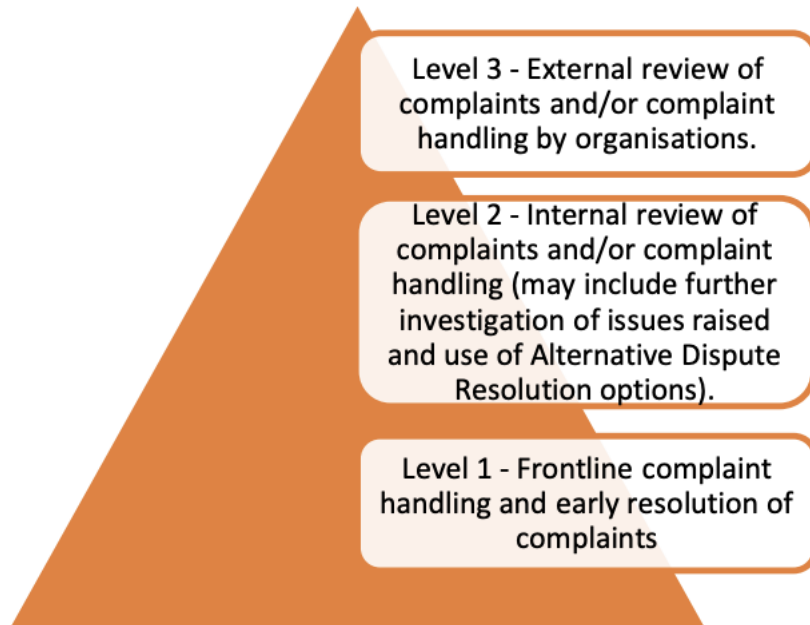 Level 3 - External review of
complaints and/or complaint
handling by organisations.
Level 2 - Internal review of
complaints and/or complaint
handling (may include further
investigation of issues raised
and use of Alternative Dispute
Resolution options).
Level 1 - Frontline complaint
handling and early resolution of
complaints